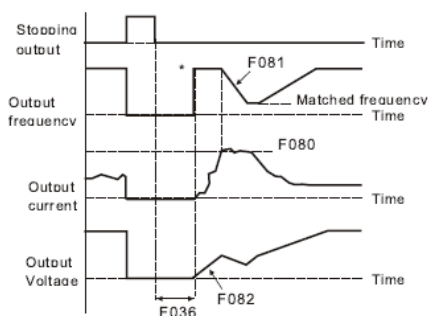 Stopping
output
Time
*
F081
Output
frequency
Matched frequency
Time
F080
Output
current
Time
Output
Voltage
F082
Time
F036